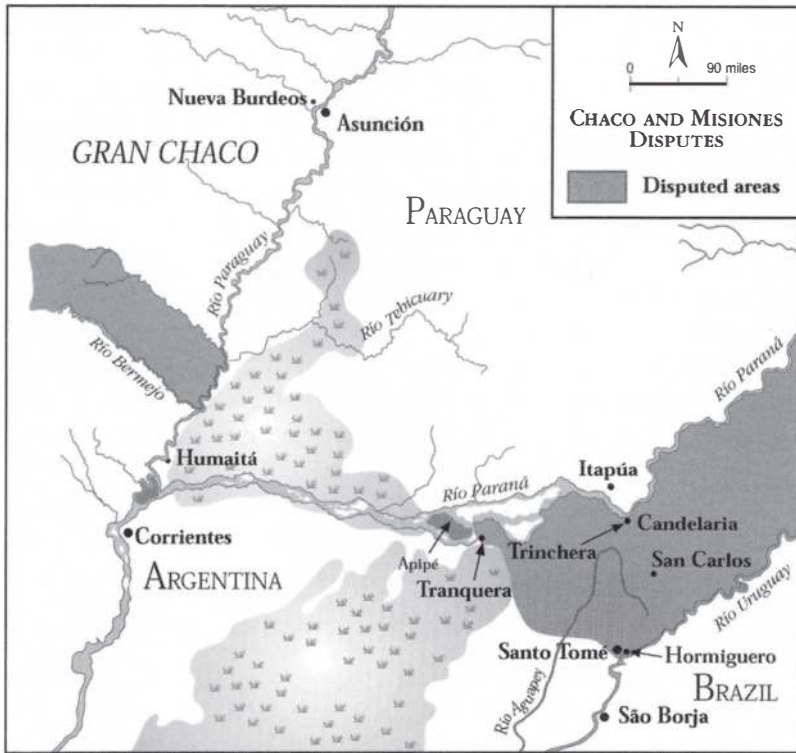 N
0 90 miles
CHACO AND MISIONES
DISPUTES
Disputed areas
Nueva Burdeos
Asunción
GRAN CHACO
PARAGUAY
Río Paraguay
Río Tebicuary
Río Bermejo
Río Paraná
Humaitá
Itapúa
Río Paraná
Corrientes
Candelaria
Apipé
Trinchera
ARGENTINA
San Carlos
Tranquera
Río Uruguay
Santo Tomé
Hormiguero
Río Aguapey
BRAZIL
São Borja